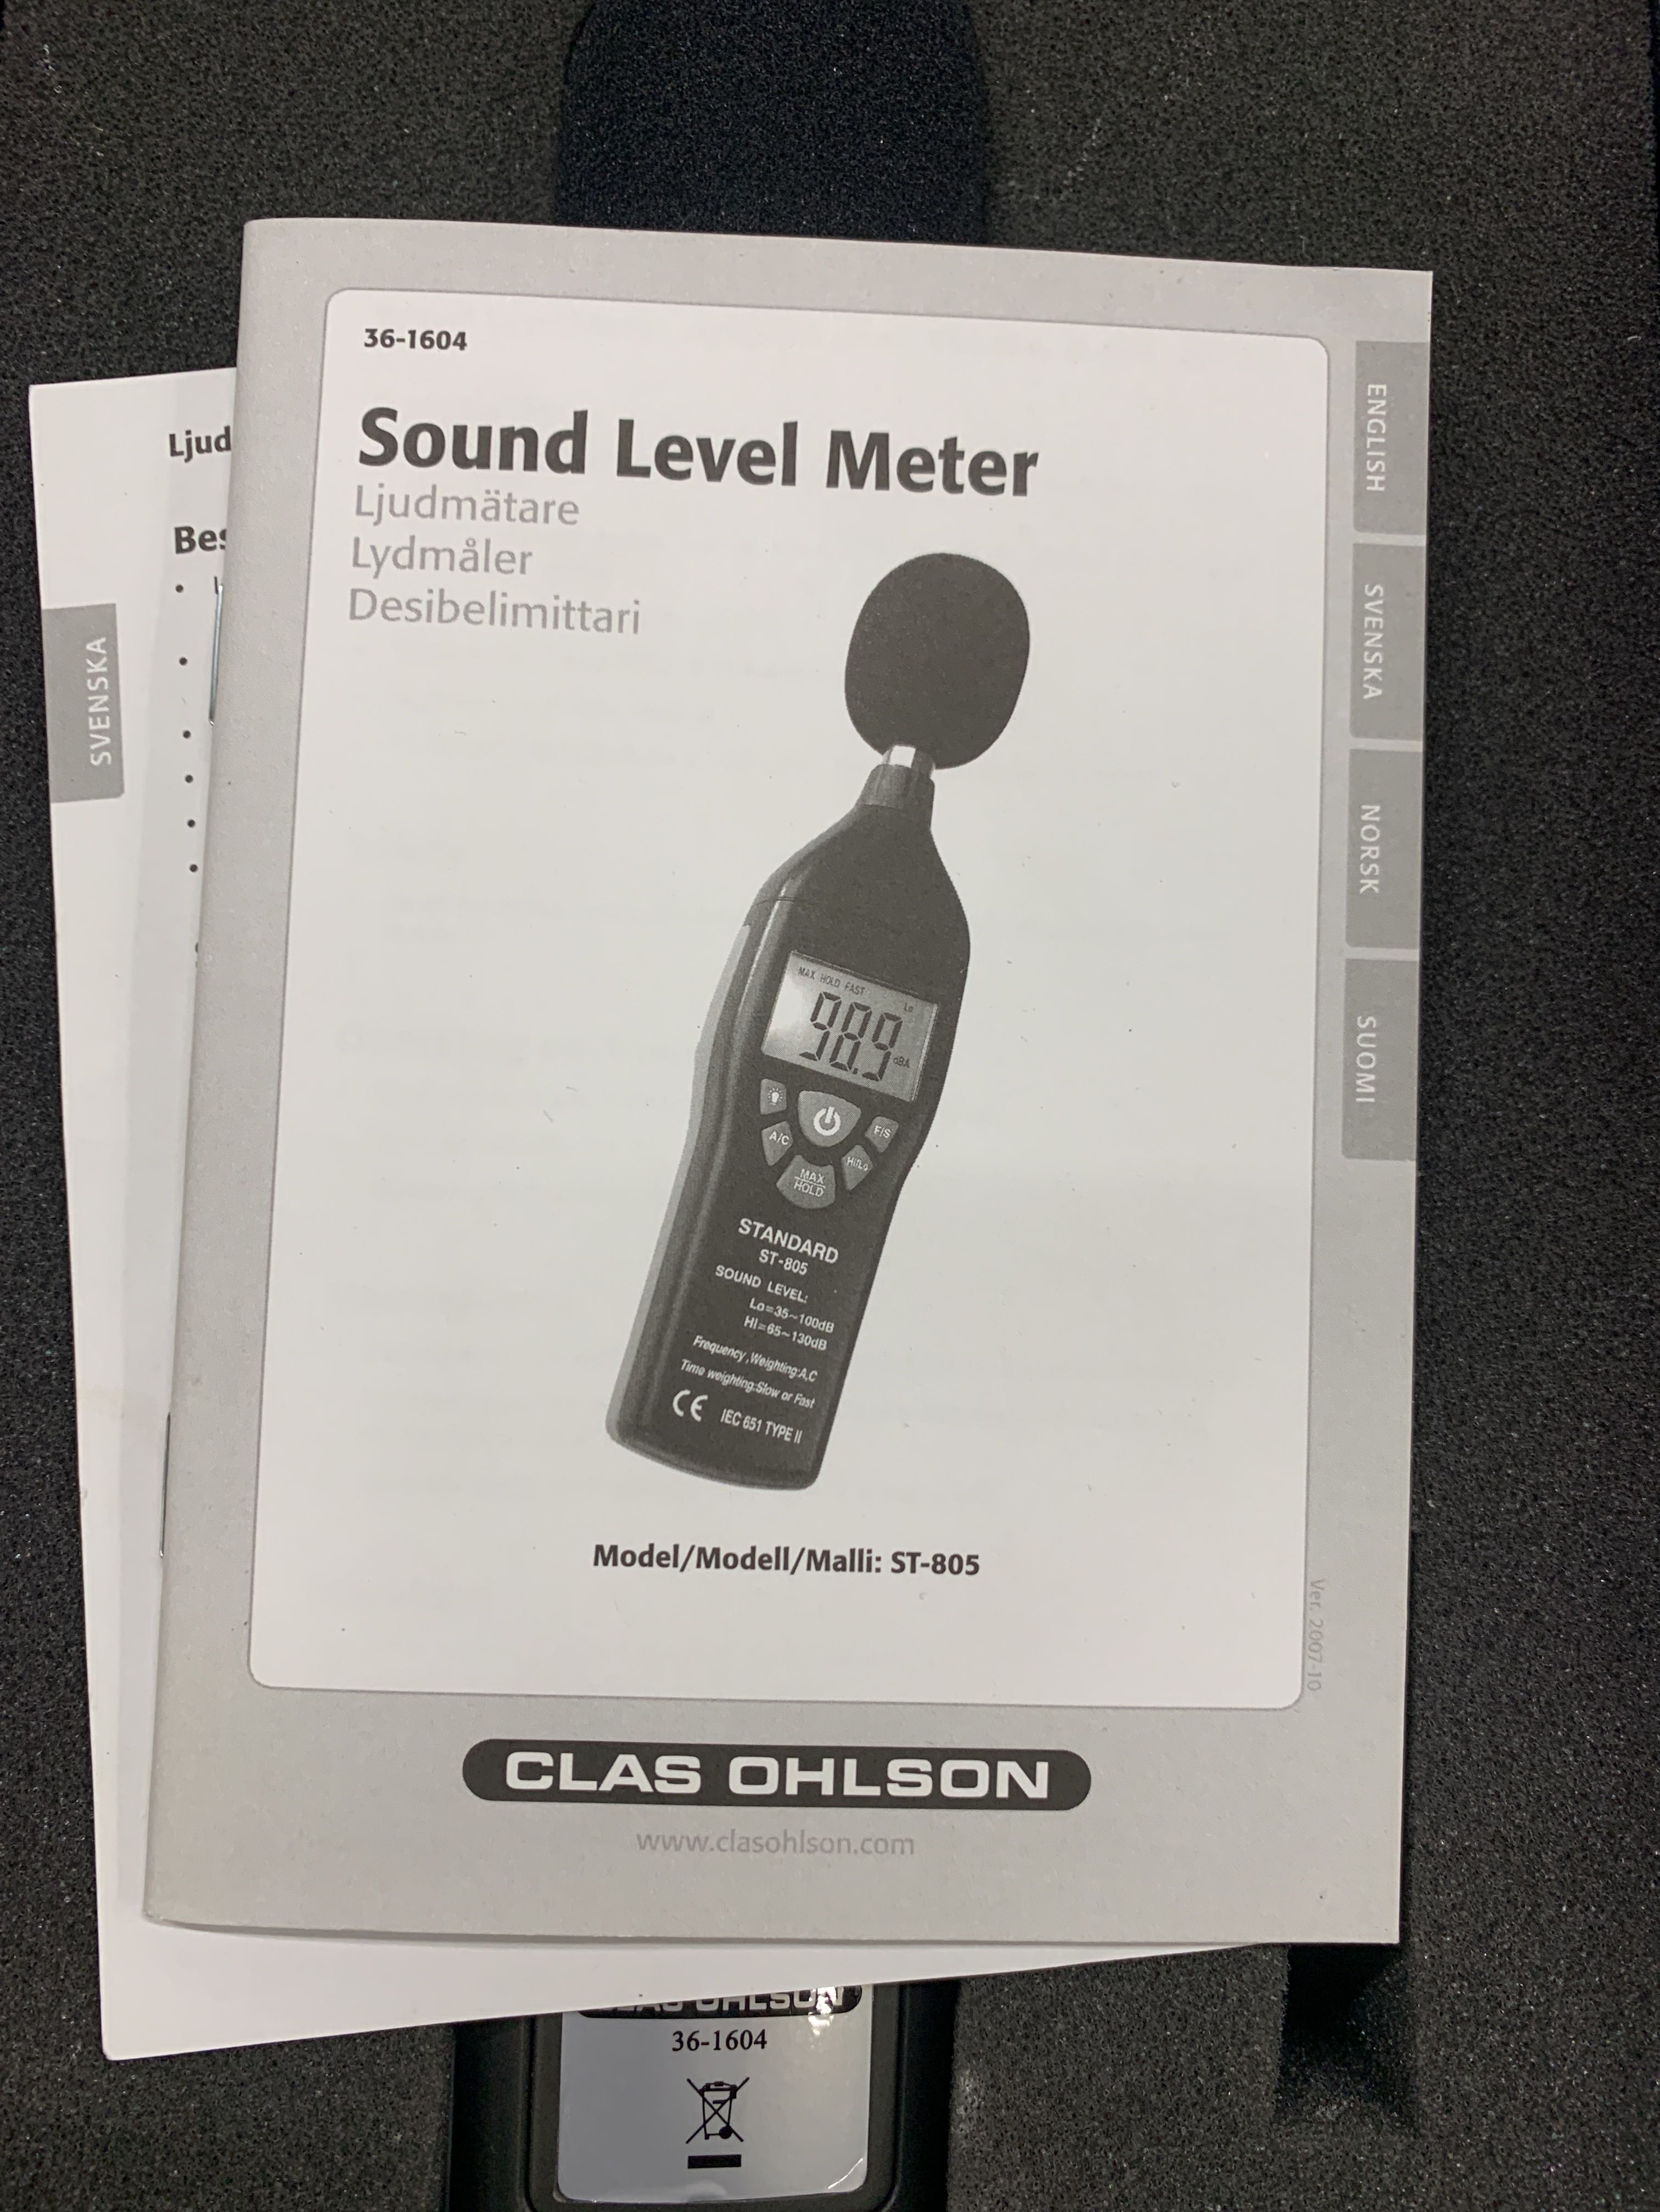 36-1604
Sound Level Meter
Ljudmätare
Lydmåler
Desibelimittari
MAX HOLD FAST
Lo
98.9
dBA
F/S
A/C
Hi/Lo
MAX
HOLD
STANDARD
ST-805
SOUND LEVEL:
Lo=35~100dB
HI=65~130dB
Frequency ,Weighting:A,C
Time weighting:Slow or Fast
CE IEC 651 TYPE II
Model/Modell/Malli: ST-805
Ver. 2007-10
CLAS OHLSON
www.clasohlson.com
ENGLISH
SVENSKA
NORSK
SUOMI
Ljud
Bes
SVENSKA
CLAS OHLSON
36-1604